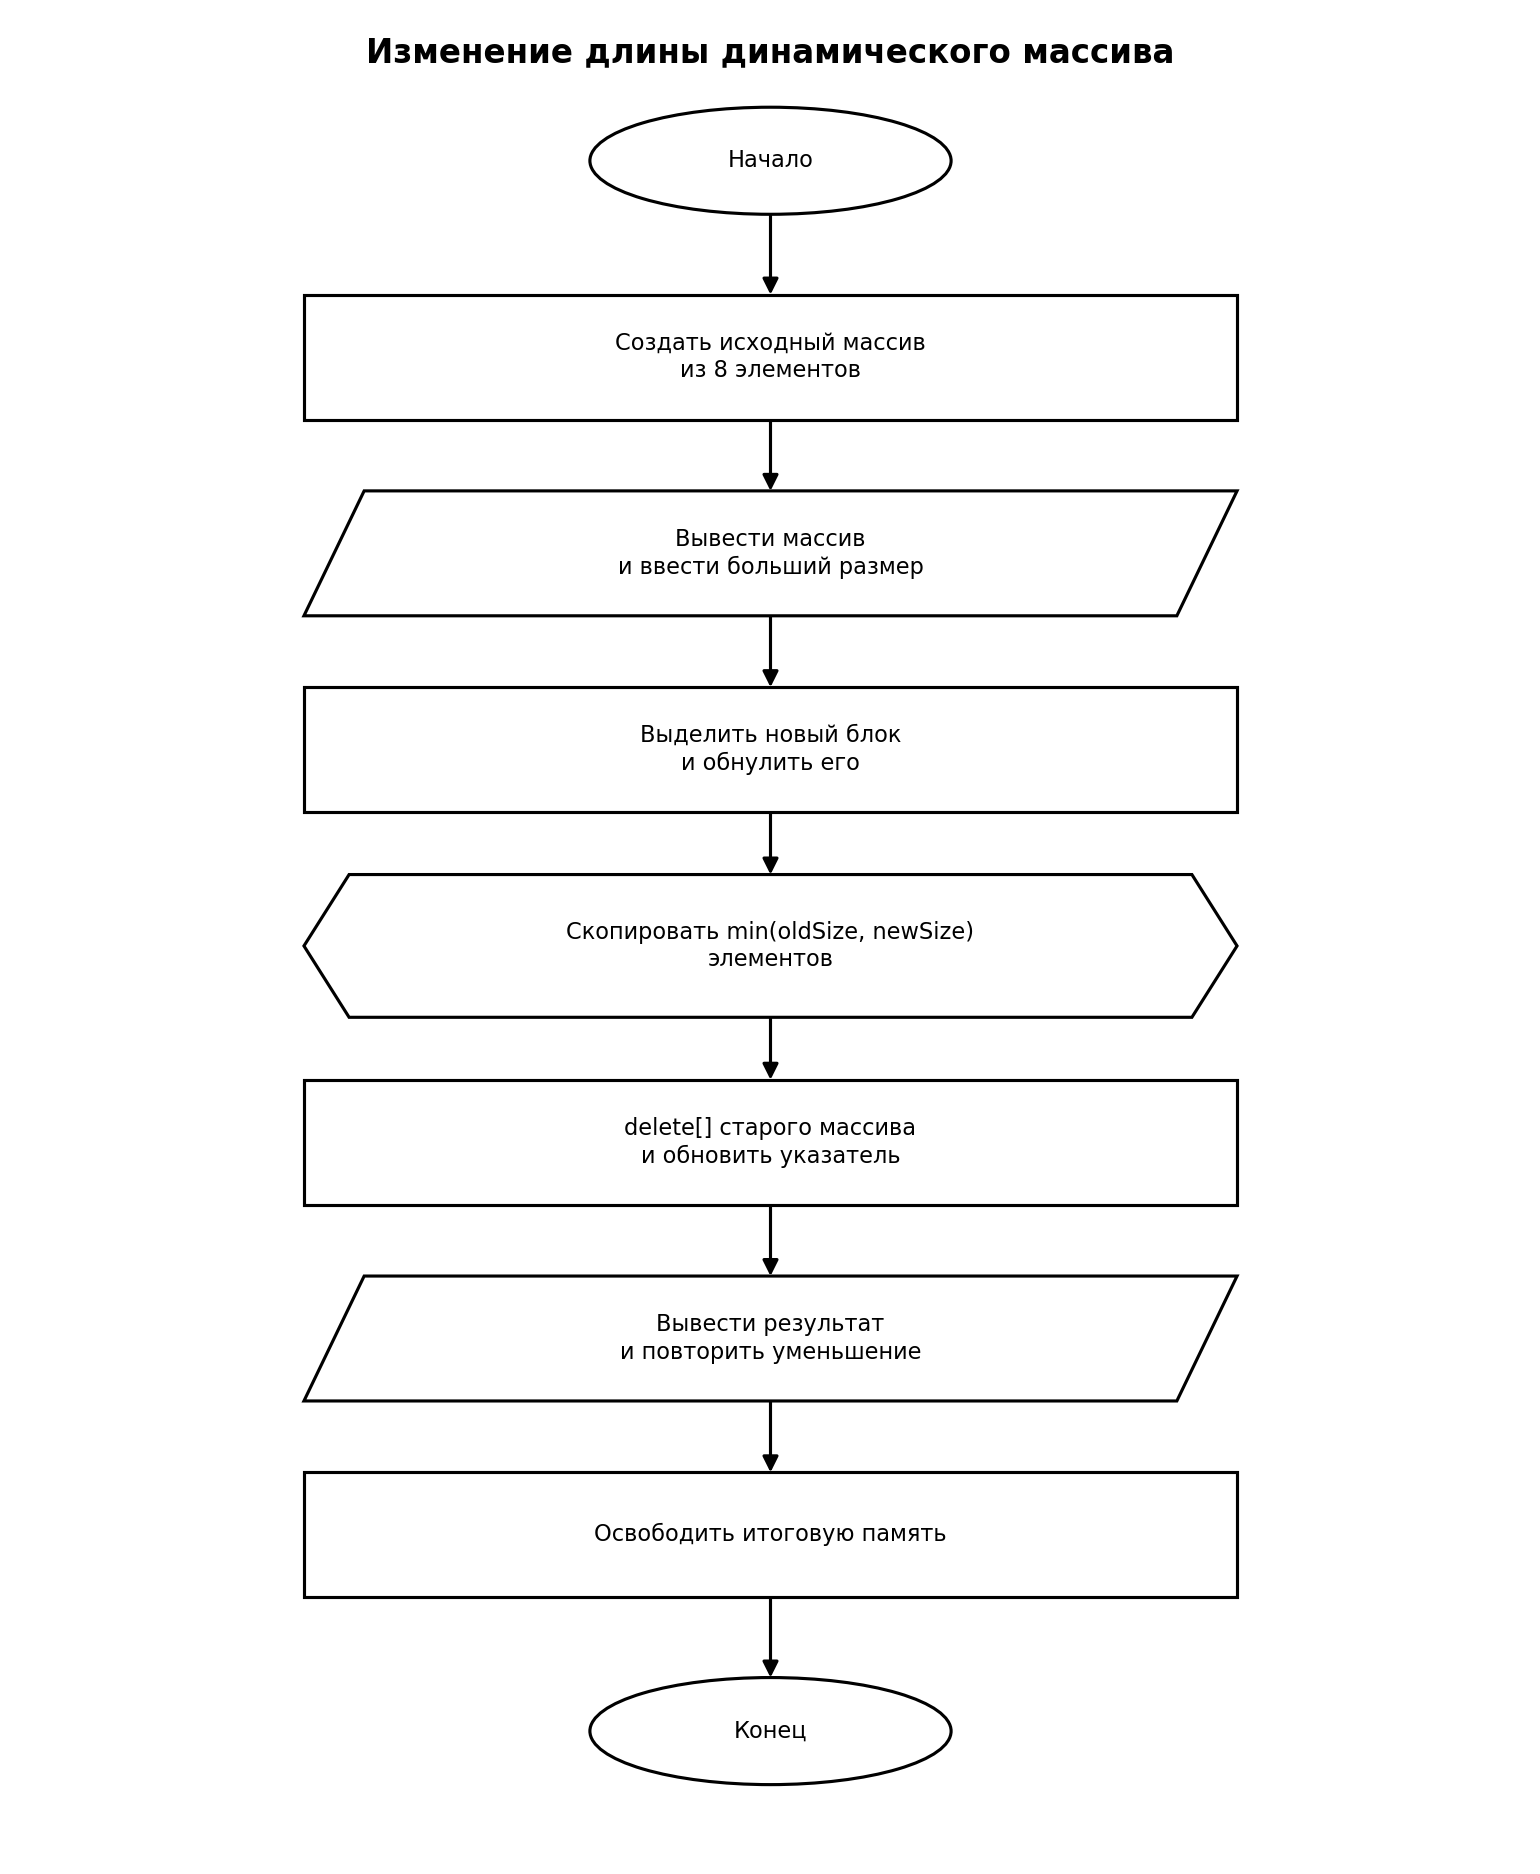 Изменение длины динамического массива
Начало
Создать исходный массив
из 8 элементов
Вывести массив
и ввести больший размер
Выделить новый блок
и обнулить его
Скопировать min(oldSize, newSize)
элементов
delete[] старого массива
и обновить указатель
Вывести результат
и повторить уменьшение
Освободить итоговую память
Конец